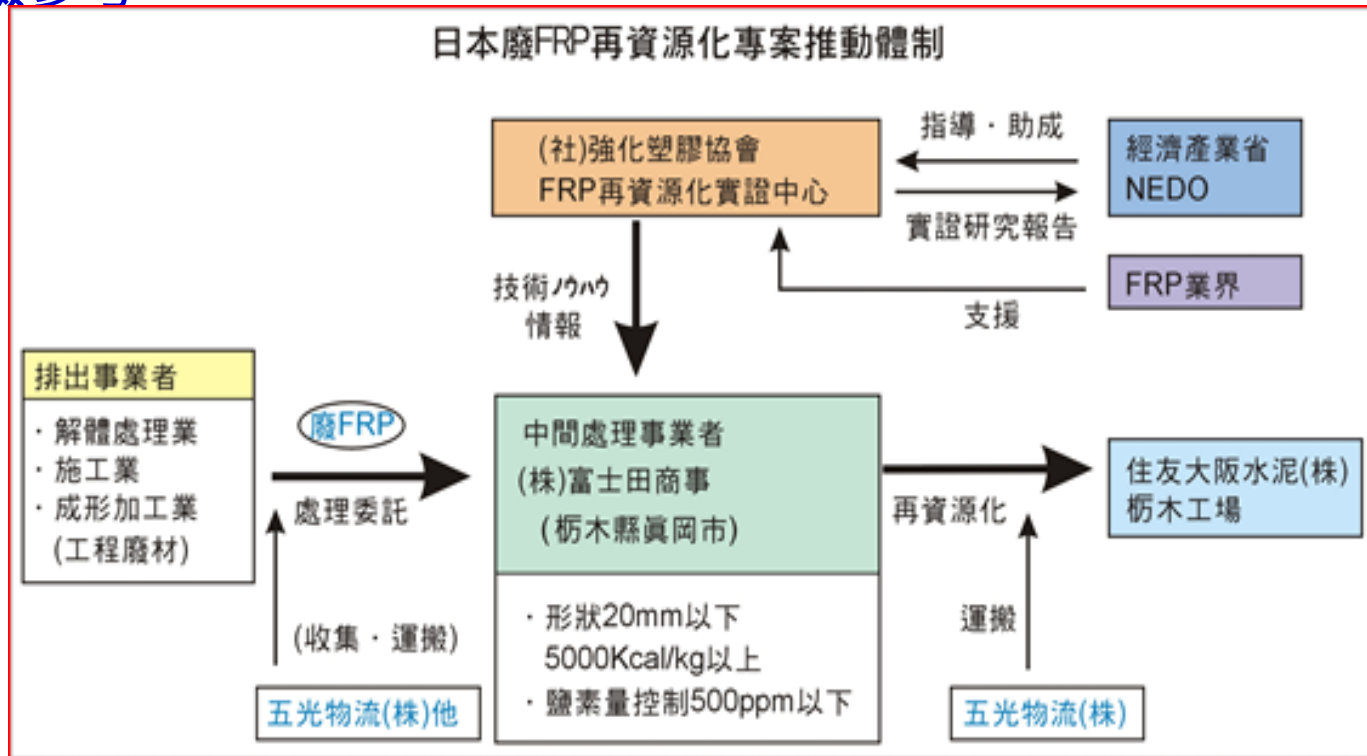 日本廢FRP再資源化專案推動體制
(社)強化塑膠協會
FRP再資源化實證中心
指導・助成
實證研究報告
經濟產業省
NEDO
FRP業界
支援
技術ノウハウ
情報
排出事業者
・解體處理業
・施工業
・成形加工業
(工程廢材)
廢FRP
處理委託
(收集・運搬)
五光物流(株)他
中間處理事業者
(株)富士田商事
(栃木縣眞岡市)
・形狀20mm以下
5000Kcal/kg以上
・鹽素量控制500ppm以下
再資源化
運搬
五光物流(株)
住友大阪水泥(株)
栃木工場